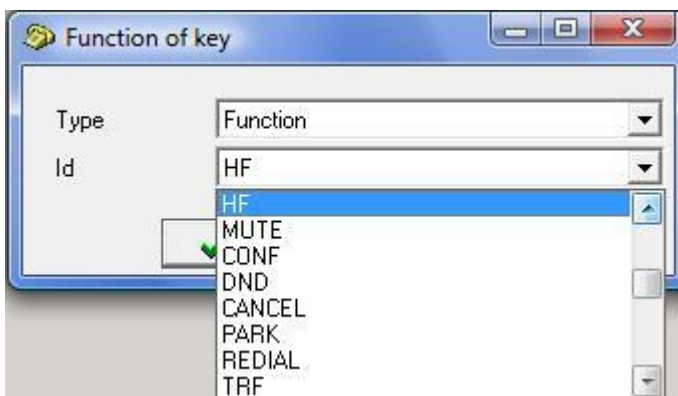 Function of key
Type Function
Id HF
HF
MUTE
CONF
DND
CANCEL
PARK
REDIAL
TRF